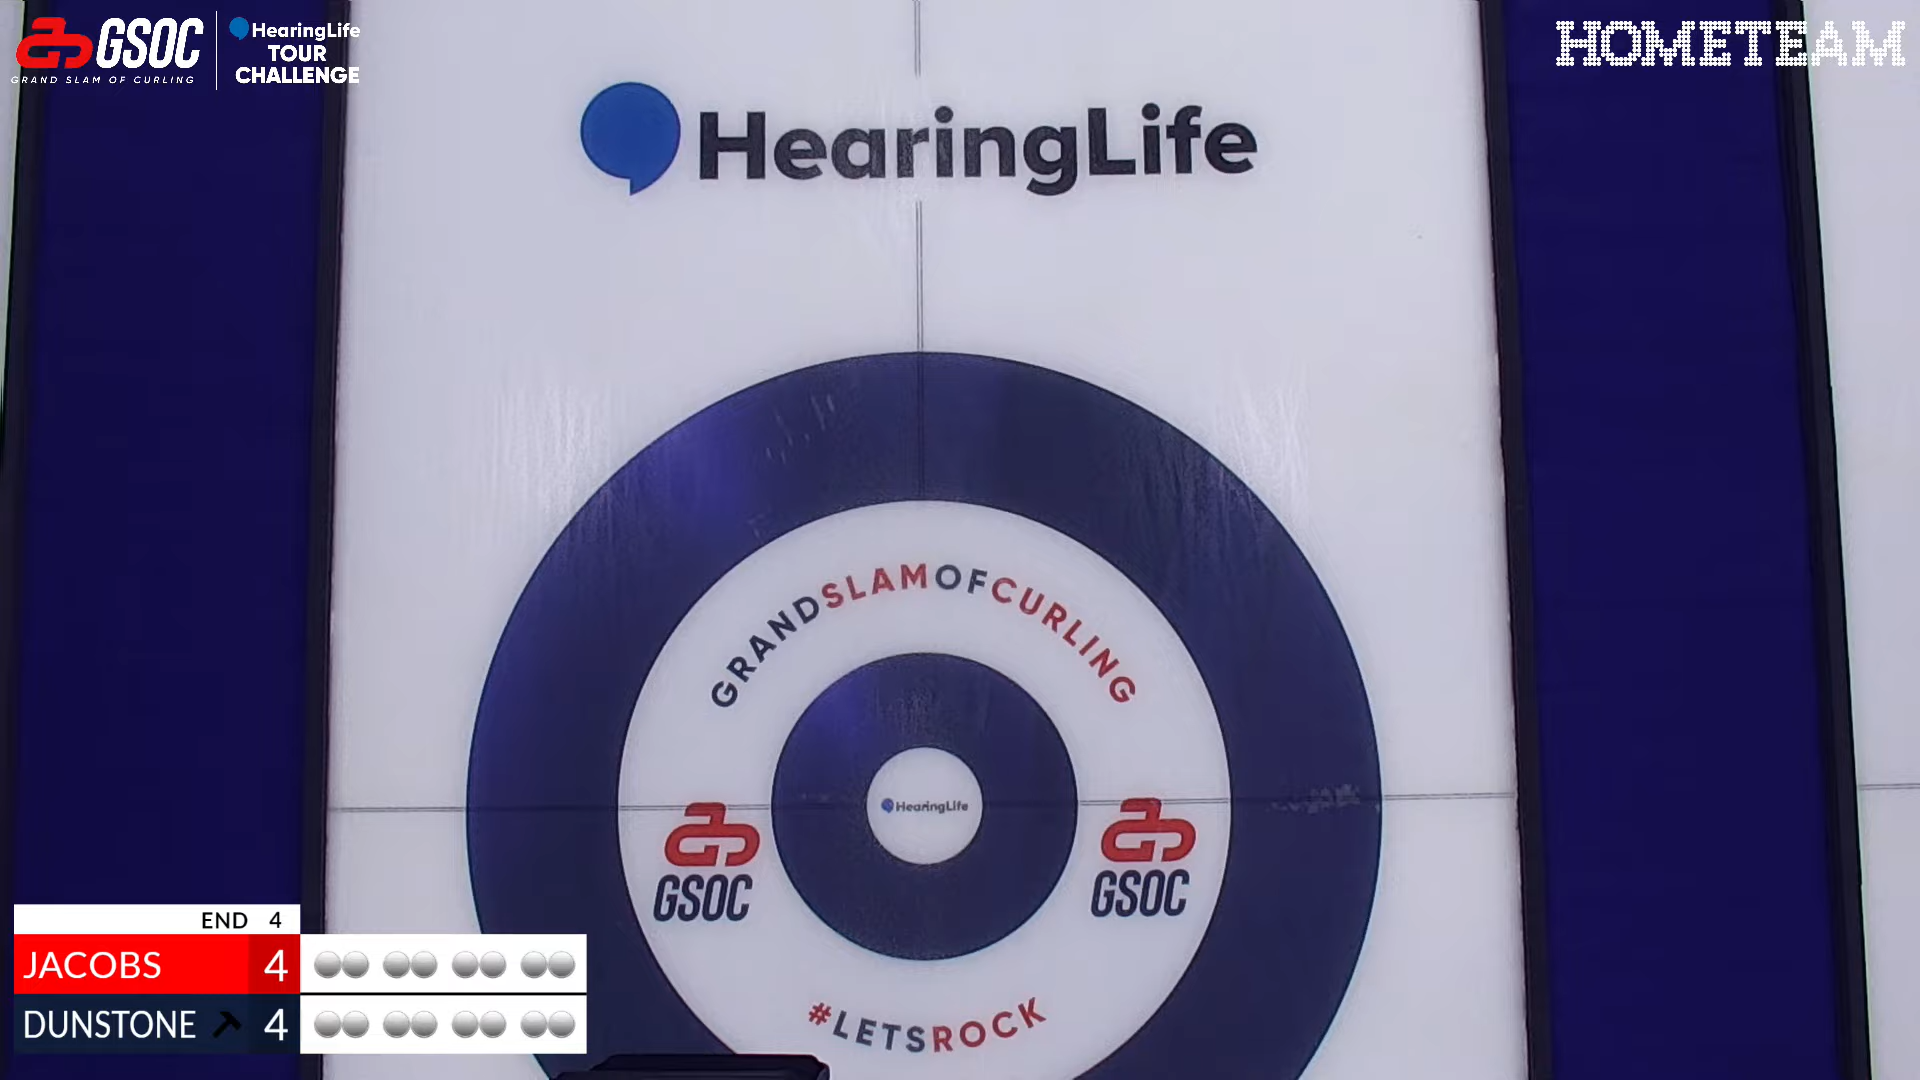 GSOC
GRAND SLAM OF CURLING
HearingLife
TOUR
CHALLENGE
HOMETEAM
HearingLife
GRANDSLAMOFCURLING
HearingLife
GSOC
GSOC
#LETSROCK
END 4
JACOBS 4
DUNSTONE 4